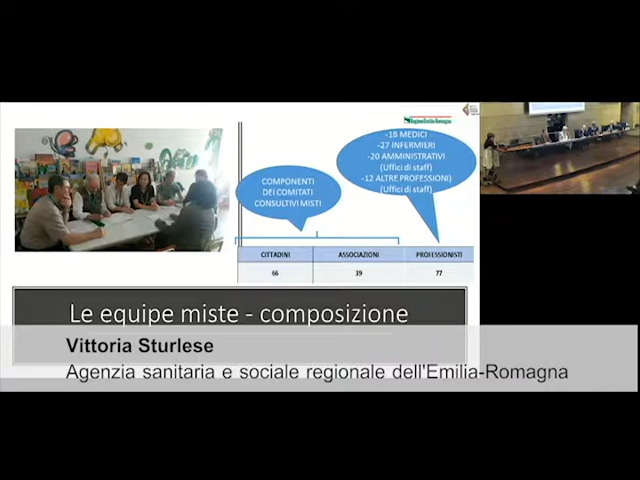 RegioneEmilia-Romagna
-18 MEDICI
-27 INFERMIERI
-20 AMMINISTRATIVI
(Uffici di staff)
-12 ALTRE PROFESSIONI)
(Uffici di staff)
COMPONENTI
DEI COMITATI
CONSULTIVI MISTI
CITTADINI ASSOCIAZIONI PROFESSIONISTI
66 39 77
Le equipe miste - composizione
Vittoria Sturlese
Agenzia sanitaria e sociale regionale dell'Emilia-Romagna